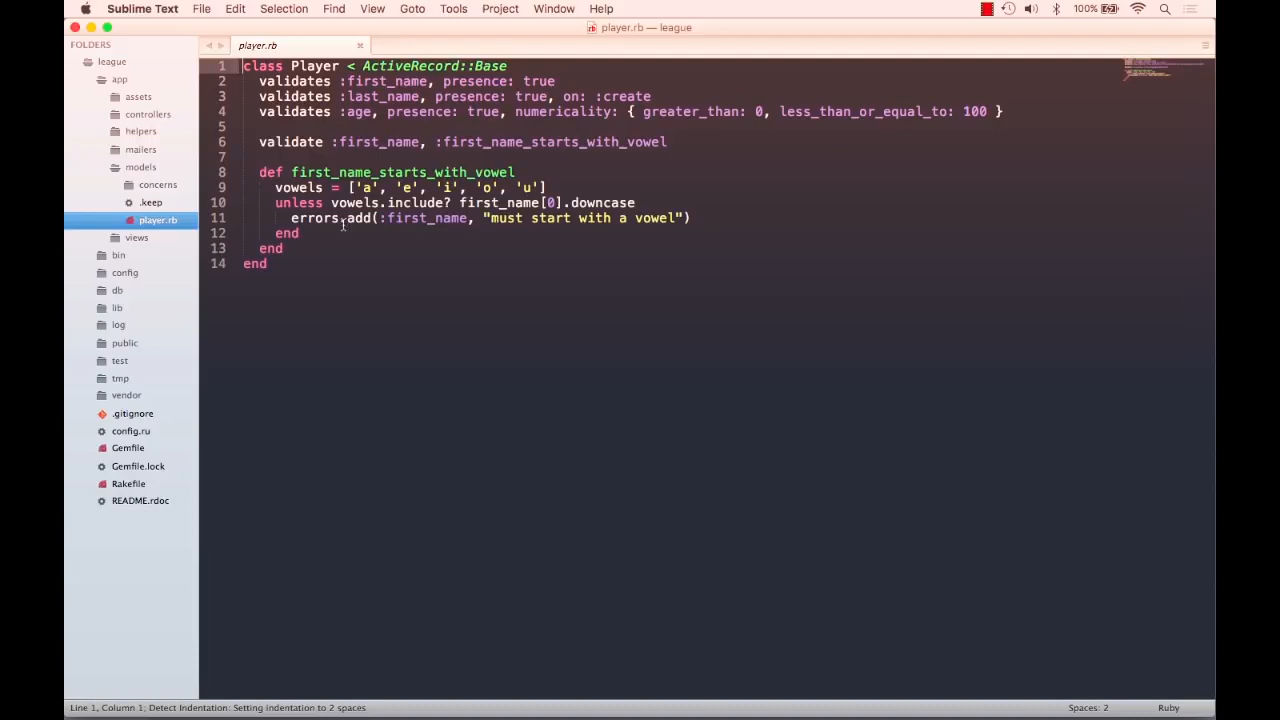 Sublime Text File Edit Selection Find View Goto Tools Project Window Help 100%
player.rb — league
FOLDERS
league
app
assets
controllers
helpers
mailers
models
concerns
.keep
player.rb
views
bin
config
db
lib
log
public
test
tmp
vendor
.gitignore
config.ru
Gemfile
Gemfile.lock
Rakefile
README.rdoc
player.rb
1 class Player < ActiveRecord::Base
2 validates :first_name, presence: true
3 validates :last_name, presence: true, on: :create
4 validates :age, presence: true, numericality: { greater_than: 0, less_than_or_equal_to: 100 }
5
6 validate :first_name, :first_name_starts_with_vowel
7
8 def first_name_starts_with_vowel
9 vowels = ['a', 'e', 'i', 'o', 'u']
10 unless vowels.include? first_name[0].downcase
11 errors.add(:first_name, "must start with a vowel")
12 end
13 end
14 end
Line 1, Column 1; Detect Indentation: Setting indentation to 2 spaces Spaces: 2 Ruby